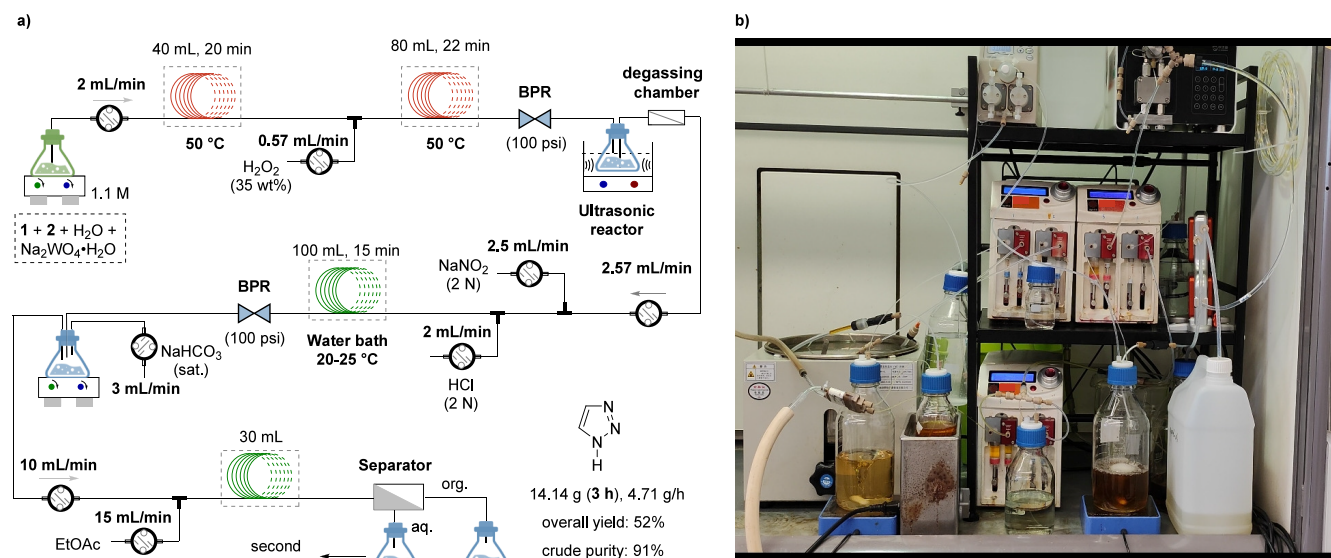 a)
40 mL, 20 min
80 mL, 22 min
2 mL/min
BPR
degassing
chamber
50 °C
0.57 mL/min
50 °C
(100 psi)
H₂O₂
(35 wt%)
1.1 M
1 + 2 + H₂O +
Na₂WO₄•H₂O
Ultrasonic
reactor
100 mL, 15 min
2.5 mL/min
NaNO₂
(2 N)
2.57 mL/min
BPR
(100 psi)
Water bath
20-25 °C
2 mL/min
HCl
(2 N)
NaHCO₃
(sat.)
3 mL/min
30 mL
N
N
N
H
10 mL/min
Separator
org.
14.14 g (3 h), 4.71 g/h
15 mL/min
aq.
overall yield: 52%
EtOAc
second
crude purity: 91%
b)